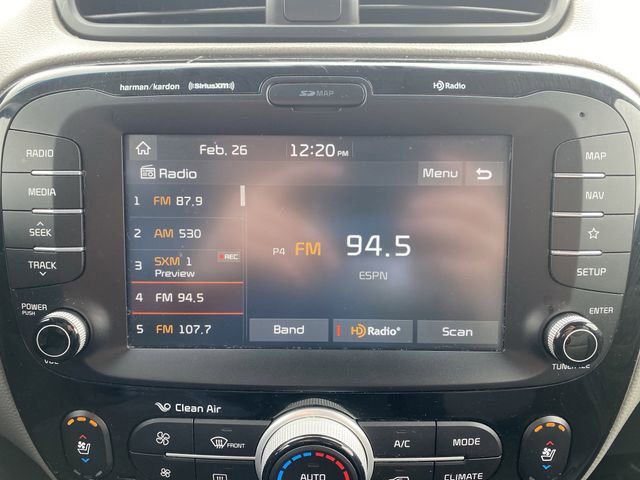 harman/kardon ((SiriusXM)) SD MAP HD Radio
RADIO
MEDIA
SEEK
TRACK
POWER
PUSH
Feb. 26 12:20 PM
Radio Menu
1 FM 87.9
2 AM 530
3 SXM 1 REC
Preview
4 FM 94.5
5 FM 107.7
P4 FM 94.5
ESPN
Band HD Radio® Scan
MAP
NAV
SETUP
ENTER
VOL
Clean Air
FRONT
A/C
MODE
AUTO
CLIMATE